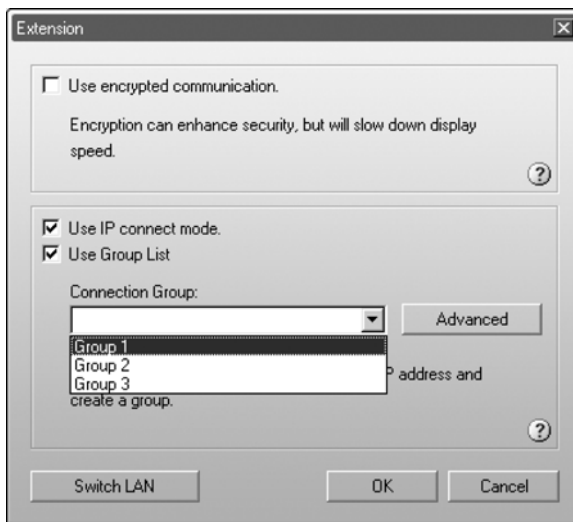 Extension
Use encrypted communication.
Encryption can enhance security, but will slow down display
speed.
?
Use IP connect mode.
Use Group List
Connection Group:
Advanced
Group 1
Group 2
Group 3
address and
create a group.
?
Switch LAN
OK
Cancel